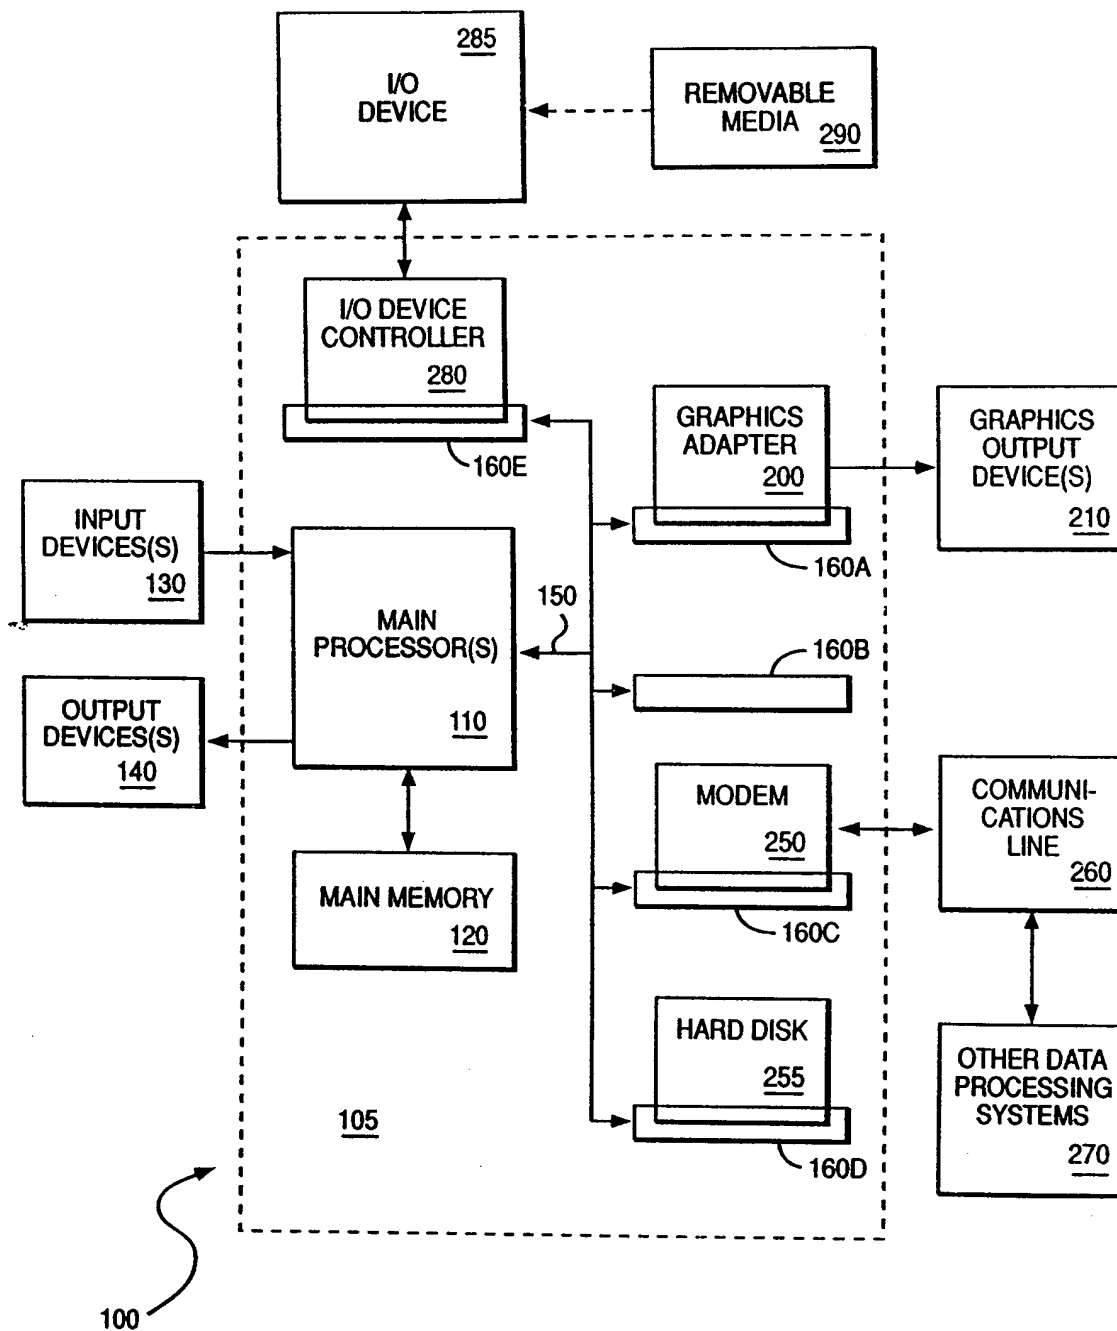 285
I/O
DEVICE
REMOVABLE
MEDIA
290
I/O DEVICE
CONTROLLER
280
160E
GRAPHICS
ADAPTER
200
160A
GRAPHICS
OUTPUT
DEVICE(S)
210
INPUT
DEVICES(S)
130
MAIN
PROCESSOR(S)
110
150
160B
OUTPUT
DEVICES(S)
140
MODEM
250
160C
COMMUNI-
CATIONS
LINE
260
MAIN MEMORY
120
HARD DISK
255
160D
OTHER DATA
PROCESSING
SYSTEMS
270
105
100